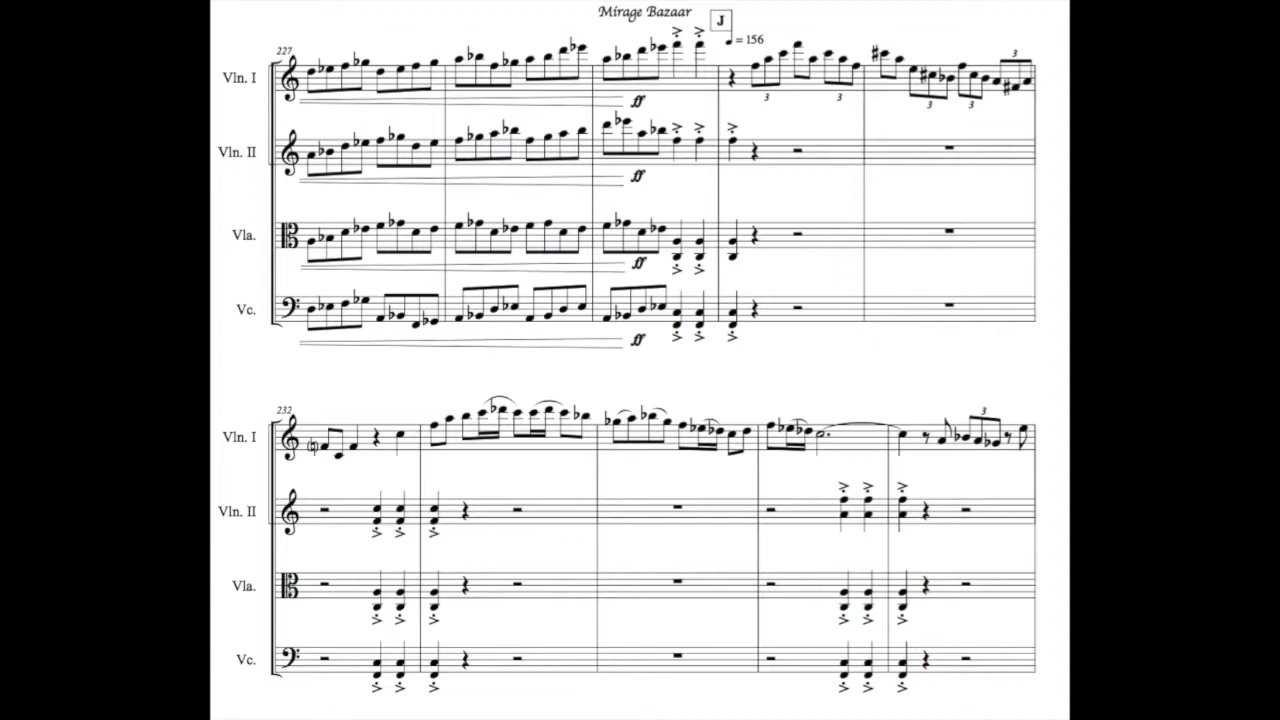 Mirage Bazaar
J
♩ = 156
227
Vln. I
ff
3 3 3 3 3
Vln. II
ff
Vla.
ff
Vc.
ff
232
Vln. I
3
Vln. II
Vla.
Vc.